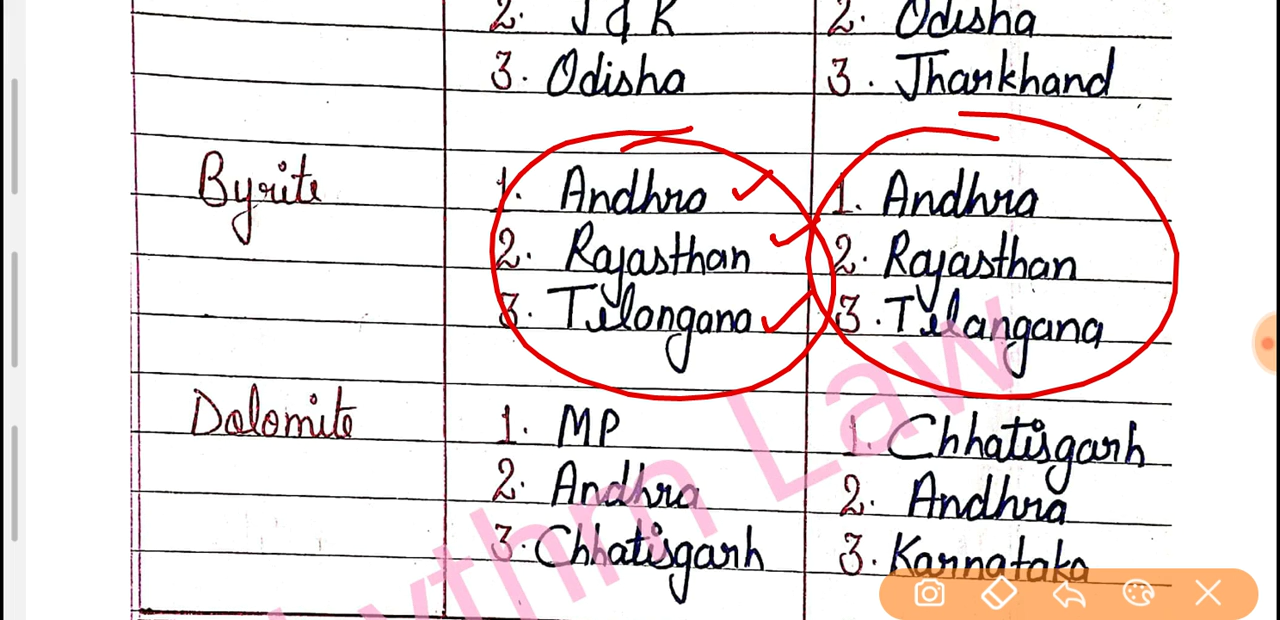 2. J & K 2. Odisha
3. Odisha 3. Jharkhand
Byrite 1. Andhra 1. Andhra
2. Rajasthan 2. Rajasthan
3. Telangana 3. Telangana
Dolomite 1. MP 1. Chhatisgarh
2. Andhra 2. Andhra
3. Chhatisgarh 3. Karnataka
ythm Law